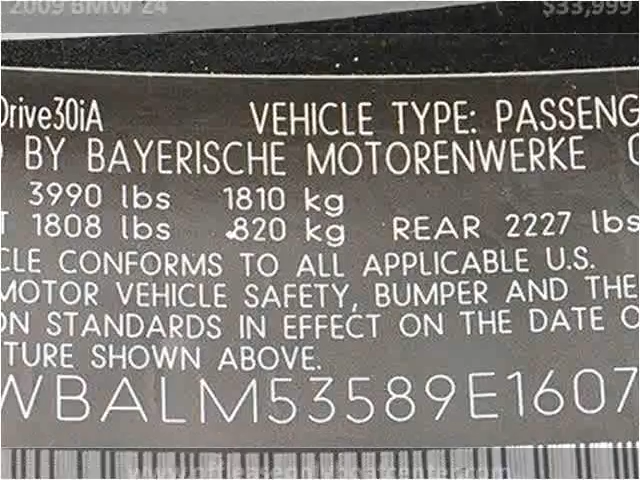 2009 BMW Z4 $33,999
Drive30iA VEHICLE TYPE: PASSENG
BY BAYERISCHE MOTORENWERKE
3990 lbs 1810 kg
T 1808 lbs 820 kg REAR 2227 lbs
CLE CONFORMS TO ALL APPLICABLE U.S.
MOTOR VEHICLE SAFETY, BUMPER AND THE
ON STANDARDS IN EFFECT ON THE DATE O
TURE SHOWN ABOVE.
WBALM53589E1607